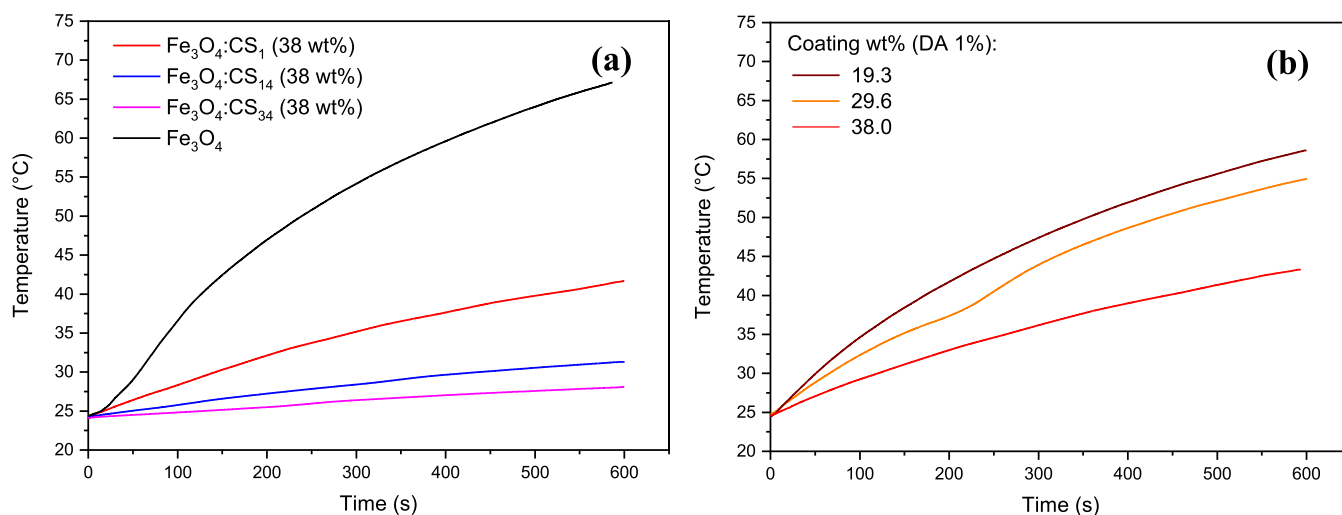 75
70
65
60
55
50
45
40
35
30
25
20
Temperature (°C)
Fe₃O₄:CS₁ (38 wt%)
Fe₃O₄:CS₁₄ (38 wt%)
Fe₃O₄:CS₃₄ (38 wt%)
Fe₃O₄
(a)
0 100 200 300 400 500 600
Time (s)
75
70
65
60
55
50
45
40
35
30
25
20
Temperature (°C)
Coating wt% (DA 1%):
19.3
29.6
38.0
(b)
0 100 200 300 400 500 600
Time (s)